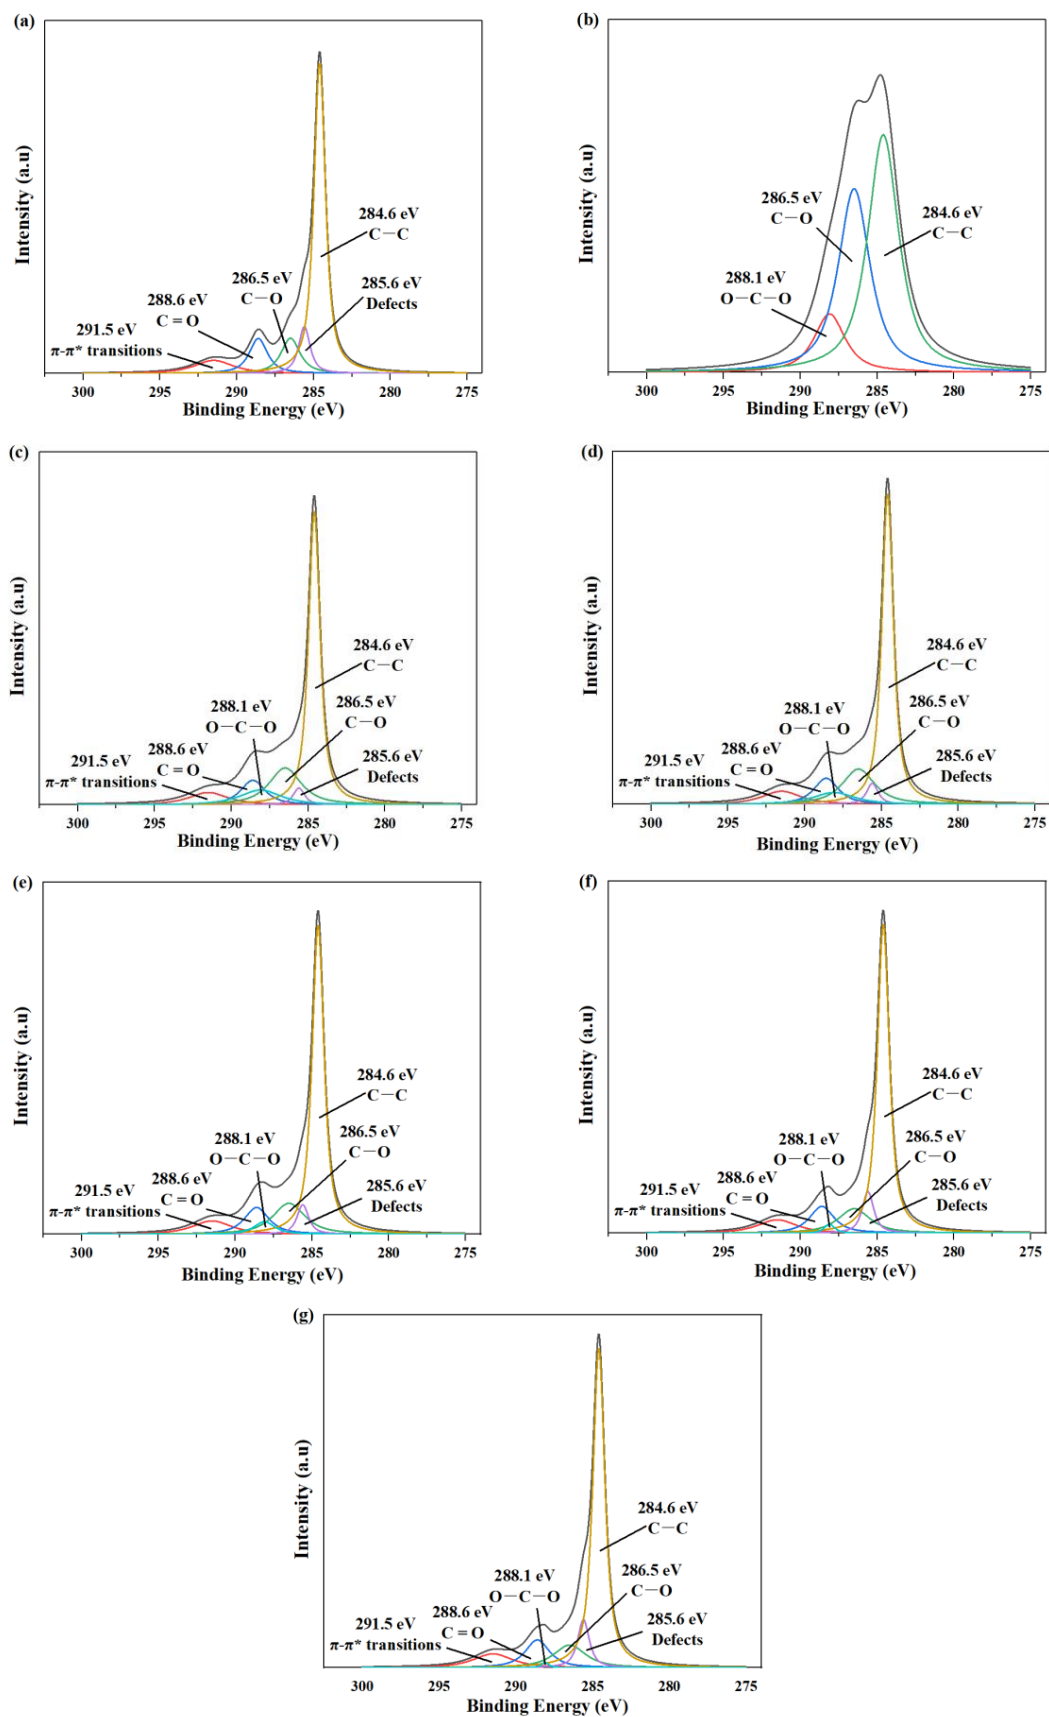 (a)
Intensity (a.u)
284.6 eV
C－C
286.5 eV
C－O
285.6 eV
Defects
288.6 eV
C＝O
291.5 eV
π-π* transitions
300 295 290 285 280 275
Binding Energy (eV)
(b)
Intensity (a.u)
286.5 eV
C－O
284.6 eV
C－C
288.1 eV
O－C－O
300 295 290 285 280 275
Binding Energy (eV)
(c)
Intensity (a.u)
284.6 eV
C－C
286.5 eV
C－O
288.1 eV
O－C－O
291.5 eV
π-π* transitions
288.6 eV
C＝O
285.6 eV
Defects
300 295 290 285 280 275
Binding Energy (eV)
(d)
Intensity (a.u)
284.6 eV
C－C
286.5 eV
C－O
288.1 eV
O－C－O
291.5 eV
π-π* transitions
288.6 eV
C＝O
285.6 eV
Defects
300 295 290 285 280 275
Binding Energy (eV)
(e)
Intensity (a.u)
284.6 eV
C－C
286.5 eV
C－O
288.1 eV
O－C－O
291.5 eV
π-π* transitions
288.6 eV
C＝O
285.6 eV
Defects
300 295 290 285 280 275
Binding Energy (eV)
(f)
Intensity (a.u)
284.6 eV
C－C
286.5 eV
C－O
288.1 eV
O－C－O
291.5 eV
π-π* transitions
288.6 eV
C＝O
285.6 eV
Defects
300 295 290 285 280 275
Binding Energy (eV)
(g)
Intensity (a.u)
284.6 eV
C－C
286.5 eV
C－O
288.1 eV
O－C－O
291.5 eV
π-π* transitions
288.6 eV
C＝O
285.6 eV
Defects
300 295 290 285 280 275
Binding Energy (eV)